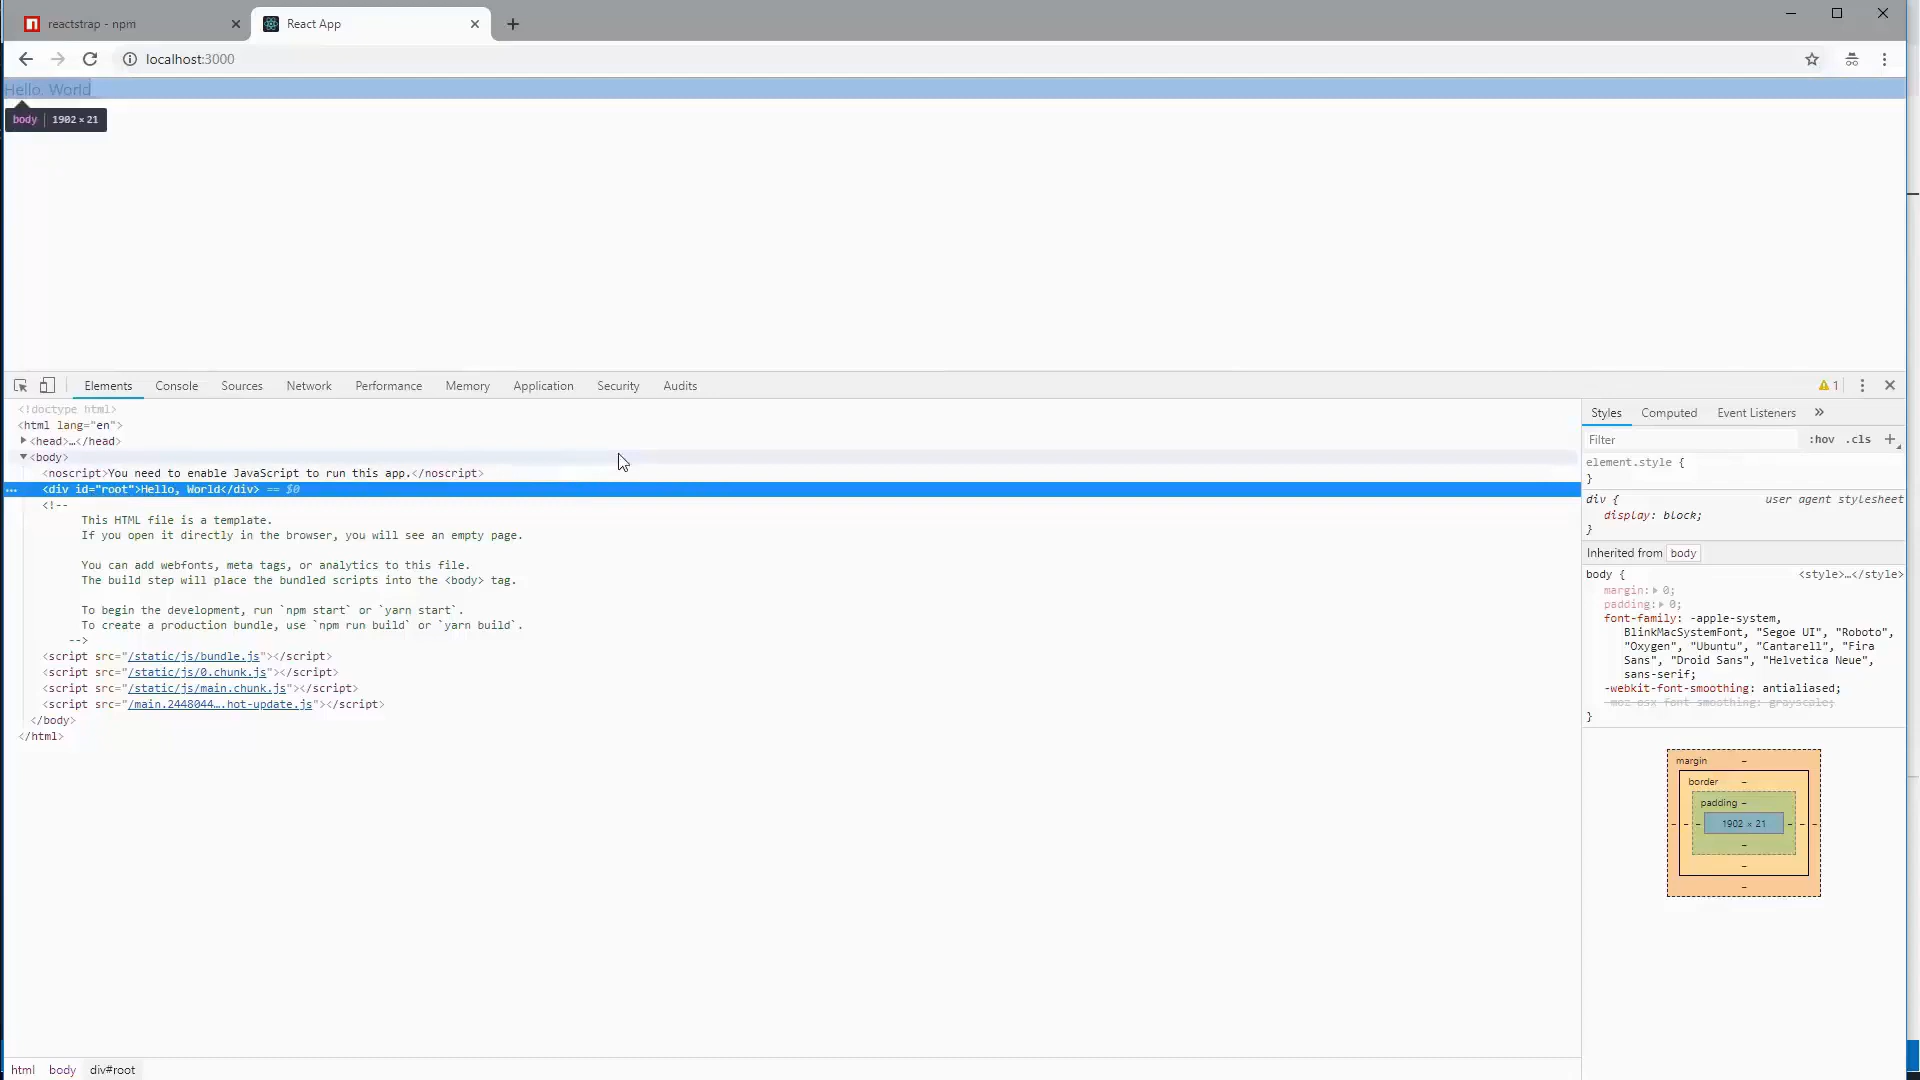 reactstrap - npm
React App
localhost:3000
Hello, World
body 1902 × 21
Elements Console Sources Network Performance Memory Application Security Audits
1
<!doctype html>
<html lang="en">
<head>…</head>
<body>
<noscript>You need to enable JavaScript to run this app.</noscript>
<div id="root">Hello, World</div> == $0
<!--
This HTML file is a template.
If you open it directly in the browser, you will see an empty page.
You can add webfonts, meta tags, or analytics to this file.
The build step will place the bundled scripts into the <body> tag.
To begin the development, run `npm start` or `yarn start`.
To create a production bundle, use `npm run build` or `yarn build`.
-->
<script src="/static/js/bundle.js"></script>
<script src="/static/js/0.chunk.js"></script>
<script src="/static/js/main.chunk.js"></script>
<script src="/main.2448044….hot-update.js"></script>
</body>
</html>
html body div#root
Styles Computed Event Listeners »
Filter :hov .cls +
element.style {
}
div { user agent stylesheet
display: block;
}
Inherited from body
body { <style>…</style>
margin: 0;
padding: 0;
font-family: -apple-system,
BlinkMacSystemFont, "Segoe UI", "Roboto",
"Oxygen", "Ubuntu", "Cantarell", "Fira
Sans", "Droid Sans", "Helvetica Neue",
sans-serif;
-webkit-font-smoothing: antialiased;
-moz-osx-font-smoothing: grayscale;
}
margin –
border –
padding –
– – – 1902 × 21 – – –
–
–
–